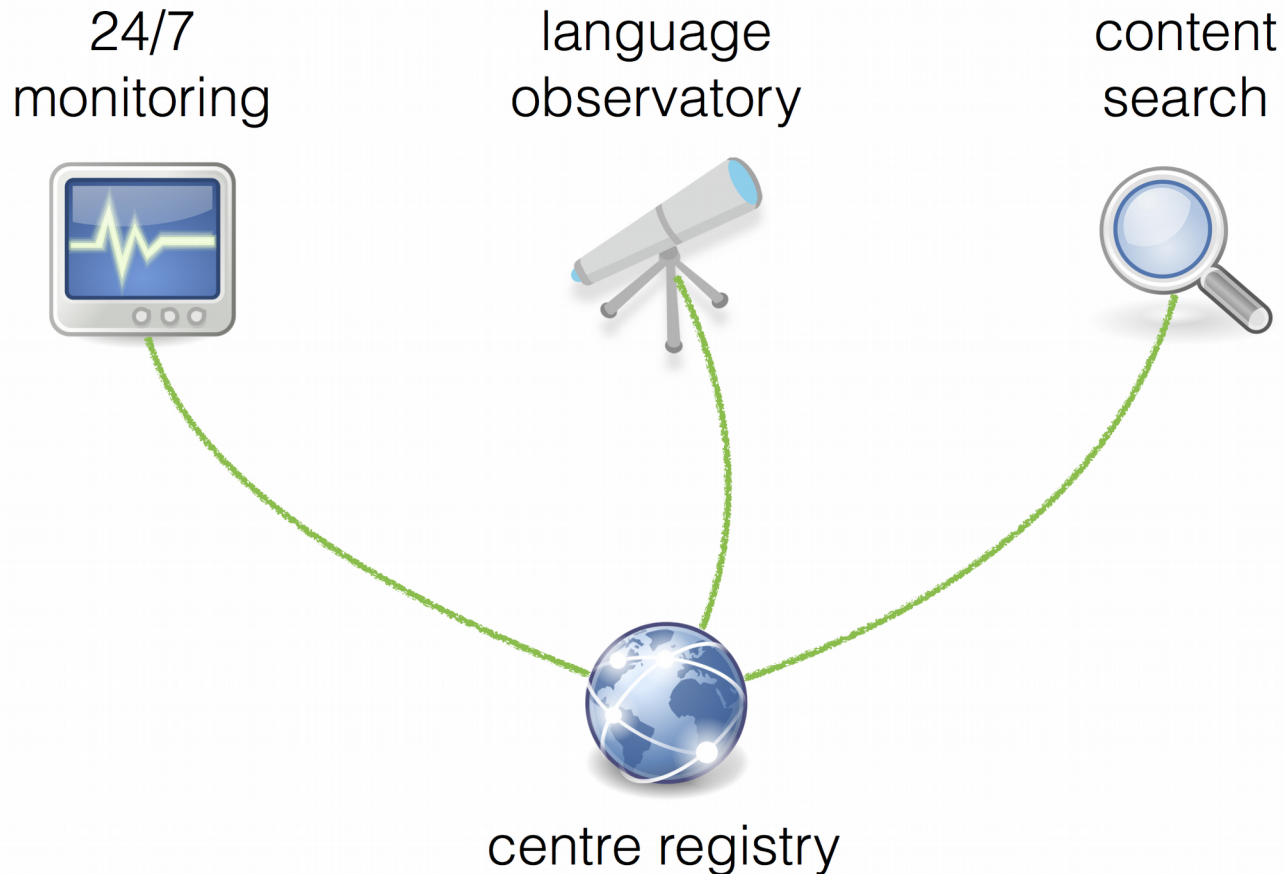 24/7
monitoring
language
observatory
content
search
centre registry